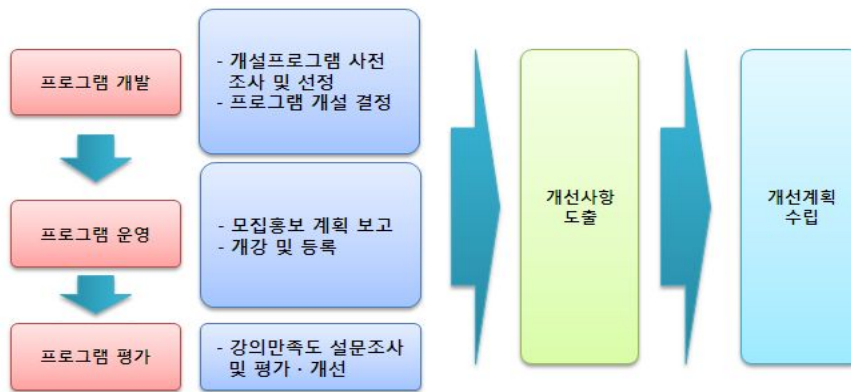 프로그램 개발
- 개설프로그램 사전
조사 및 선정
- 프로그램 개설 결정
프로그램 운영
- 모집홍보 계획 보고
- 개강 및 등록
프로그램 평가
- 강의만족도 설문조사
및 평가 · 개선
개선사항
도출
개선계획
수립